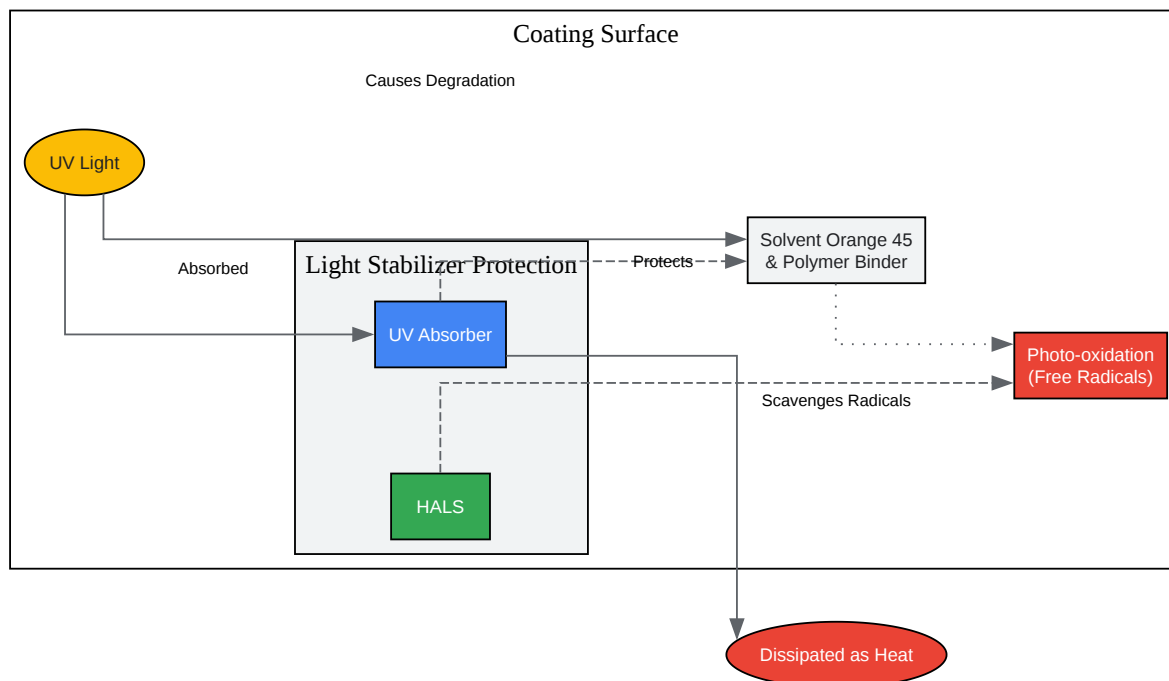 Coating Surface
Causes Degradation
UV Light
Solvent Orange 45
& Polymer Binder
Absorbed
Light Stabilizer Protection
Protects
UV Absorber
Photo-oxidation
(Free Radicals)
Scavenges Radicals
HALS
Dissipated as Heat